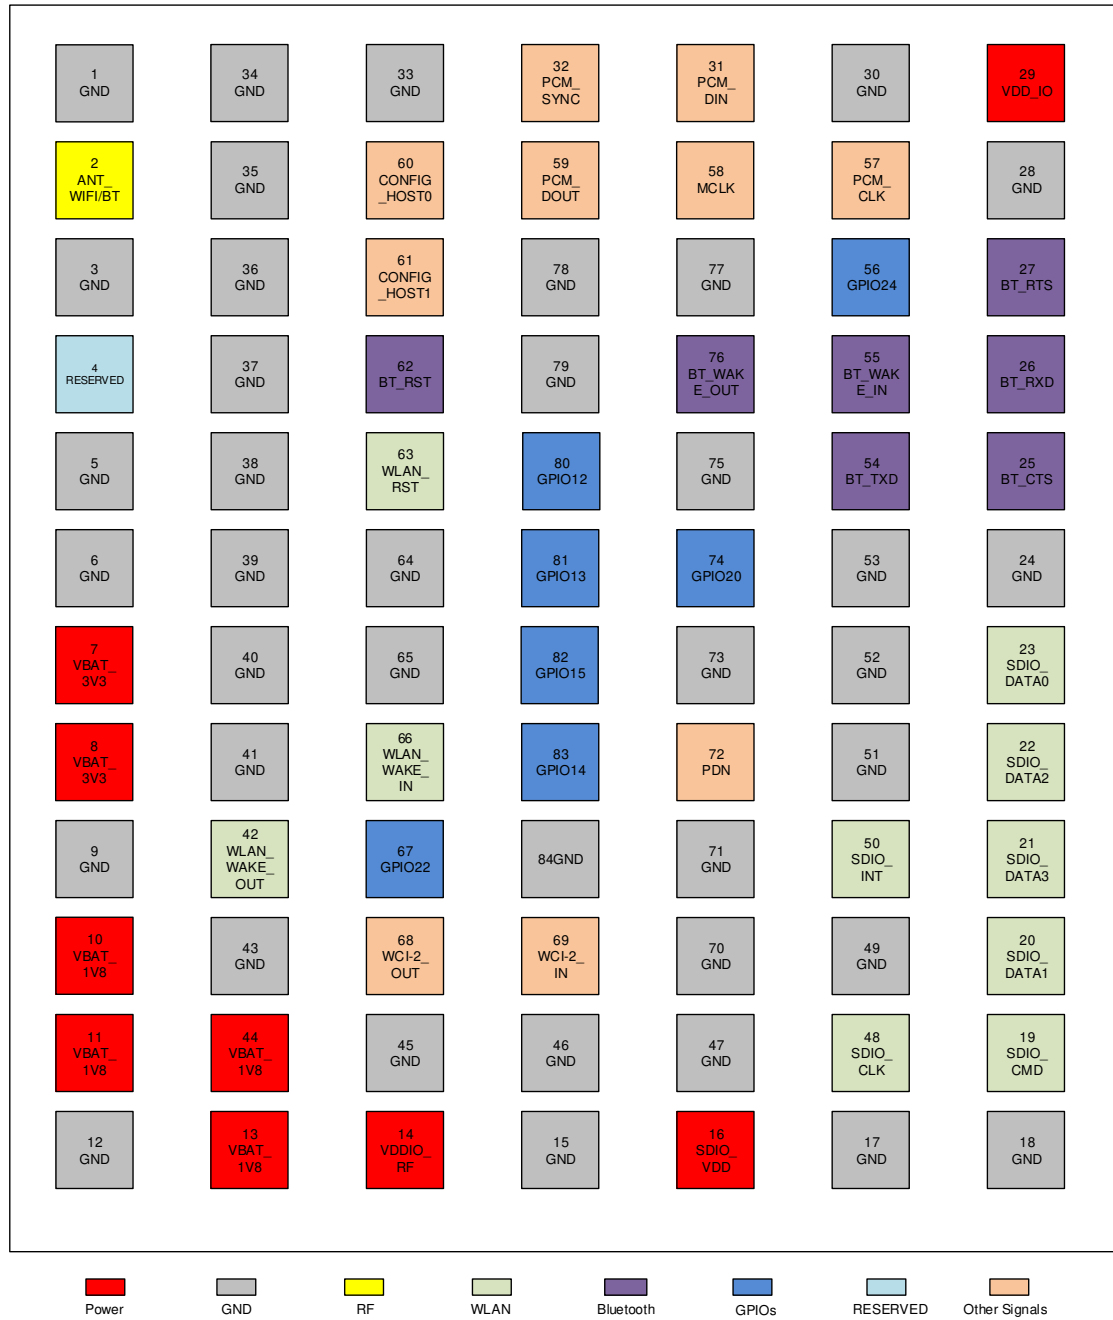 1
GND
34
GND
33
GND
32
PCM_
SYNC
31
PCM_
DIN
30
GND
29
VDD_IO
2
ANT_
WIFI/BT
35
GND
60
CONFIG
_HOST0
59
PCM_
DOUT
58
MCLK
57
PCM_
CLK
28
GND
3
GND
36
GND
61
CONFIG
_HOST1
78
GND
77
GND
56
GPIO24
27
BT_RTS
4
RESERVED
37
GND
62
BT_RST
79
GND
76
BT_WAK
E_OUT
55
BT_WAK
E_IN
26
BT_RXD
5
GND
38
GND
63
WLAN_
RST
80
GPIO12
75
GND
54
BT_TXD
25
BT_CTS
6
GND
39
GND
64
GND
81
GPIO13
74
GPIO20
53
GND
24
GND
7
VBAT_
3V3
40
GND
65
GND
82
GPIO15
73
GND
52
GND
23
SDIO_
DATA0
8
VBAT_
3V3
41
GND
66
WLAN_
WAKE_
IN
83
GPIO14
72
PDN
51
GND
22
SDIO_
DATA2
9
GND
42
WLAN_
WAKE_
OUT
67
GPIO22
84GND
71
GND
50
SDIO_
INT
21
SDIO_
DATA3
10
VBAT_
1V8
43
GND
68
WCI-2_
OUT
69
WCI-2_
IN
70
GND
49
GND
20
SDIO_
DATA1
11
VBAT_
1V8
44
VBAT_
1V8
45
GND
46
GND
47
GND
48
SDIO_
CLK
19
SDIO_
CMD
12
GND
13
VBAT_
1V8
14
VDDIO_
RF
15
GND
16
SDIO_
VDD
17
GND
18
GND
Power
GND
RF
WLAN
Bluetooth
GPIOs
RESERVED
Other Signals